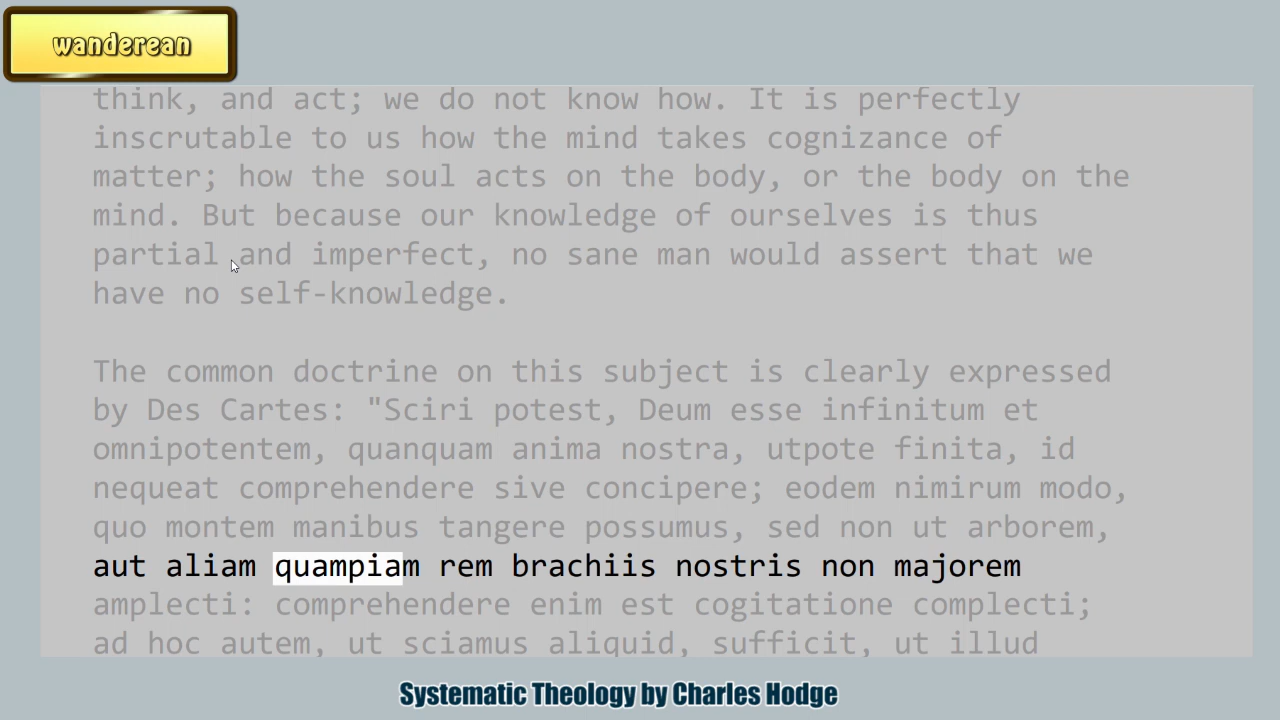 wanderean
think, and act; we do not know how. It is perfectly
inscrutable to us how the mind takes cognizance of
matter; how the soul acts on the body, or the body on the
mind. But because our knowledge of ourselves is thus
partial and imperfect, no sane man would assert that we
have no self-knowledge.
The common doctrine on this subject is clearly expressed
by Des Cartes: "Sciri potest, Deum esse infinitum et
omnipotentem, quanquam anima nostra, utpote finita, id
nequeat comprehendere sive concipere; eodem nimirum modo,
quo montem manibus tangere possumus, sed non ut arborem,
aut aliam quampiam rem brachiis nostris non majorem
amplecti: comprehendere enim est cogitatione complecti;
ad hoc autem, ut sciamus aliquid, sufficit, ut illud
Systematic Theology by Charles Hodge